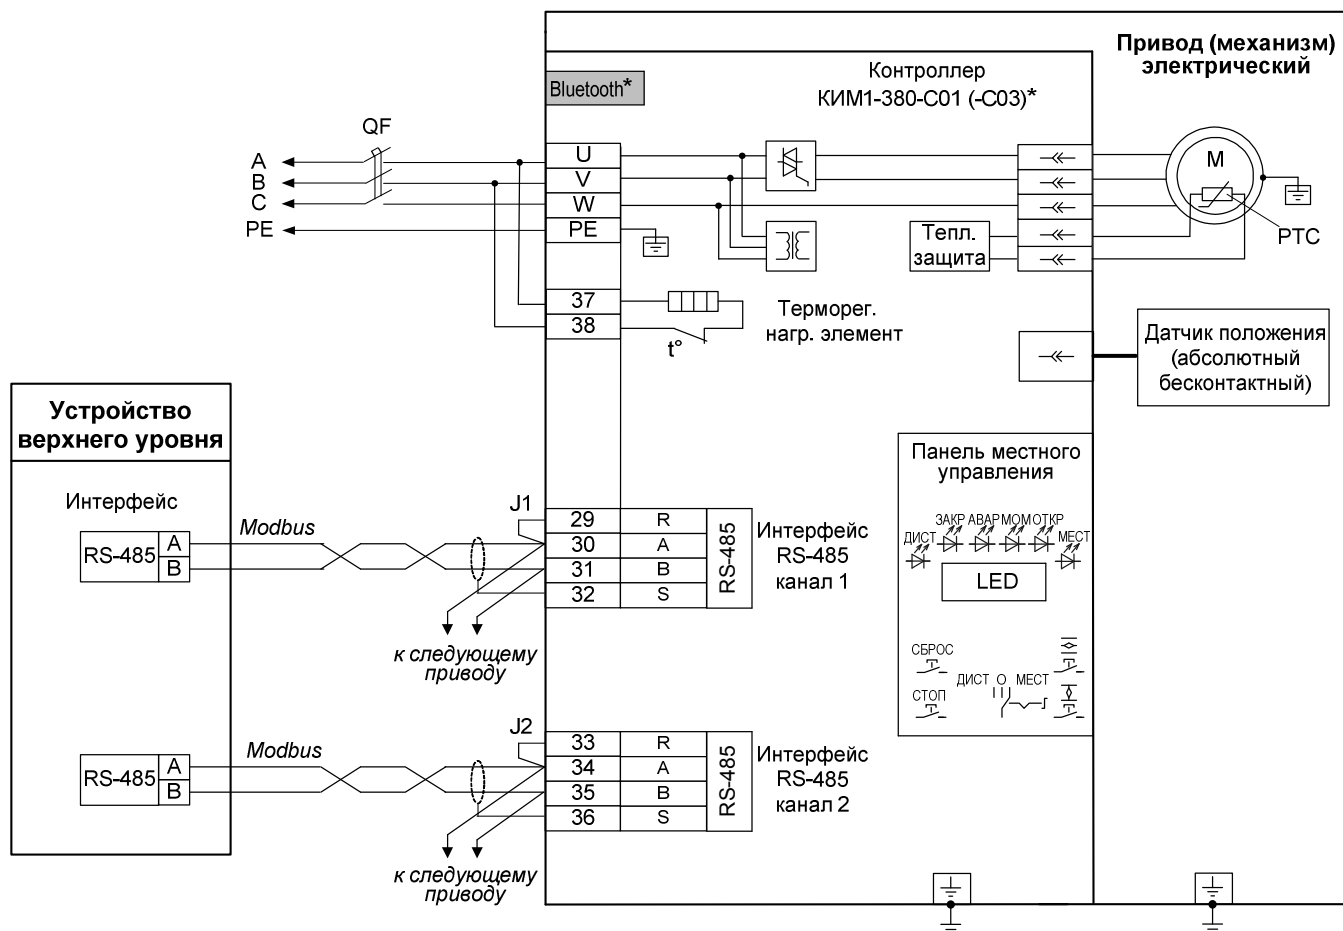 Привод (механизм)
электрический
Контроллер
КИМ1-380-С01 (-С03)*
Bluetooth*
QF
A
B
C
PE
U
V
W
PE
M
PTC
Тепл.
защита
37
38
t°
Терморег.
нагр. элемент
Датчик положения
(абсолютный
бесконтактный)
Устройство
верхнего уровня
Интерфейс
RS-485
A
B
Modbus
J1
29 R
30 A
31 B
32 S
RS-485
Интерфейс
RS-485
канал 1
к следующему
приводу
Панель местного
управления
ДИСТ ЗАКР АВАР МОМ ОТКР МЕСТ
LED
СБРОС
СТОП
ДИСТ О МЕСТ
RS-485
A
B
Modbus
J2
33 R
34 A
35 B
36 S
RS-485
Интерфейс
RS-485
канал 2
к следующему
приводу